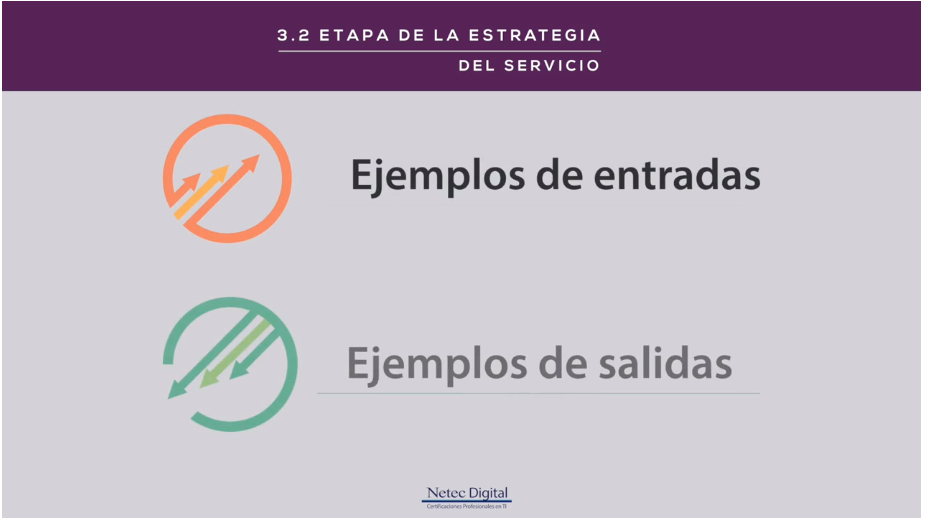 3.2 ETAPA DE LA ESTRATEGIA
DEL SERVICIO
Ejemplos de entradas
Ejemplos de salidas
Netec Digital
Certificaciones Profesionales en TI